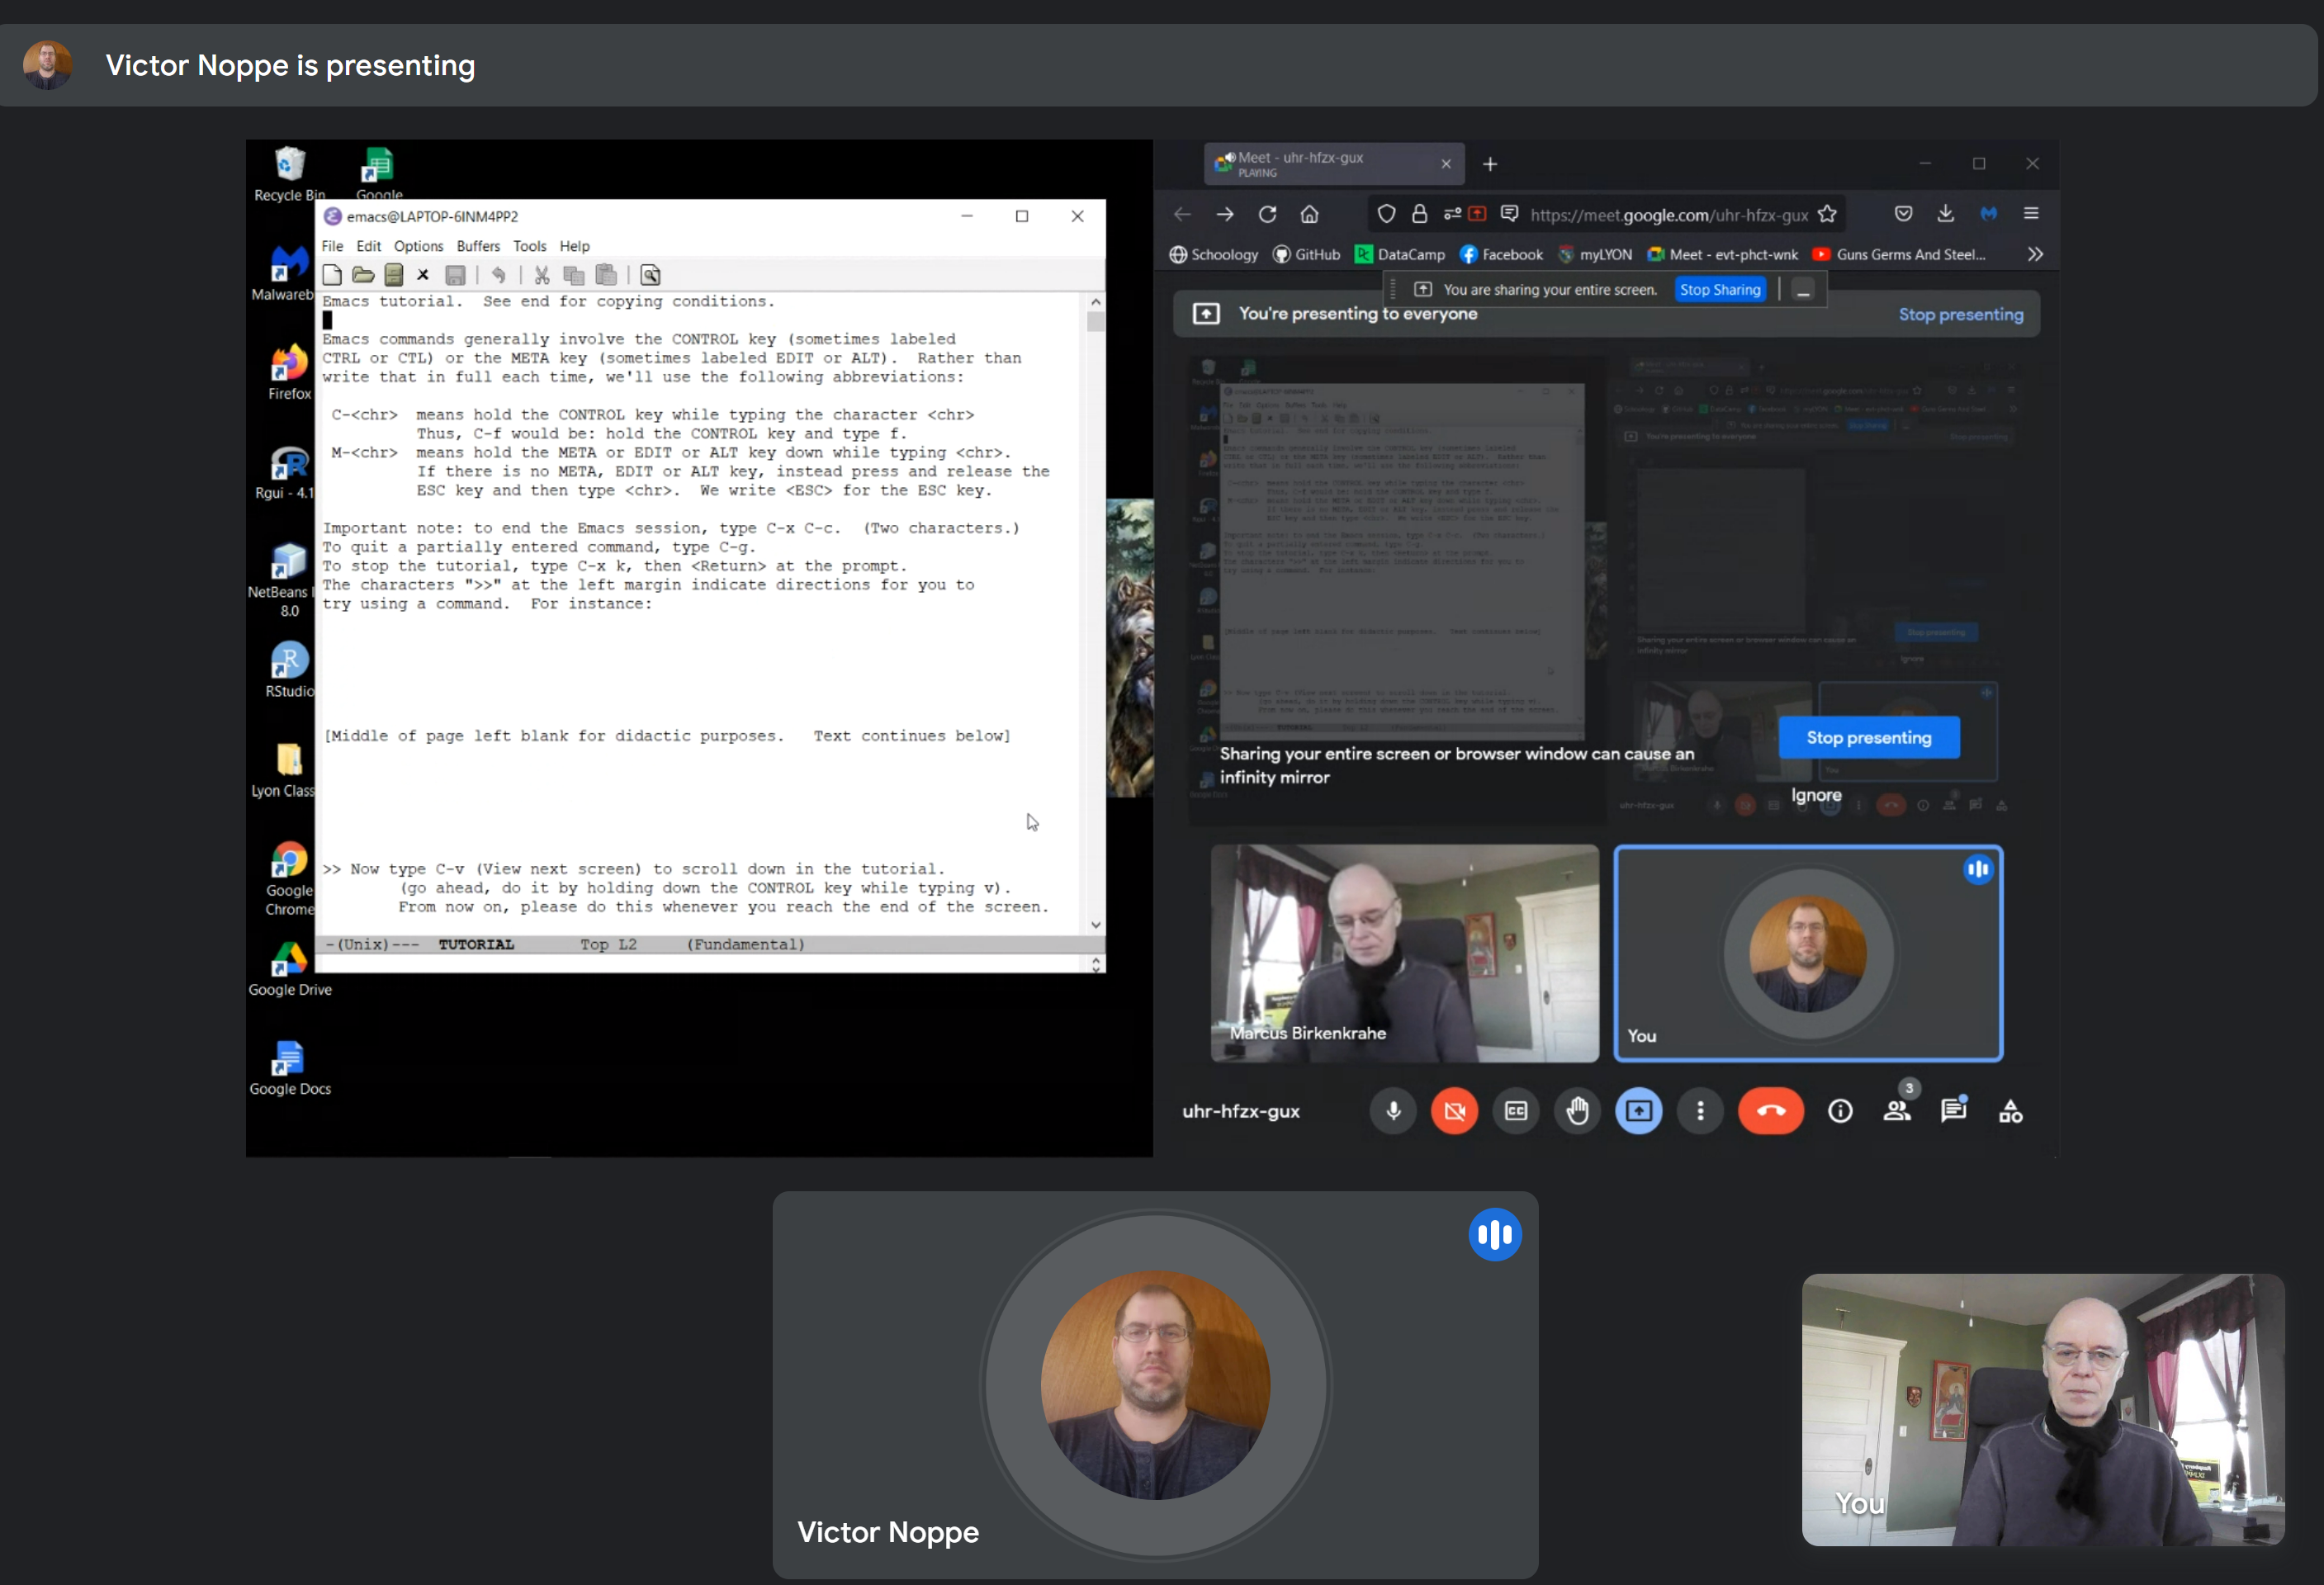 Victor Noppe is presenting
Recycle Bin
Google
Malwareb
Firefox
Rgui - 4.1
NetBeans I
8.0
RStudio
Lyon Class
Google
Chrome
Google Drive
Google Docs
emacs@LAPTOP-6INM4PP2
File Edit Options Buffers Tools Help
Emacs tutorial.  See end for copying conditions.
Emacs commands generally involve the CONTROL key (sometimes labeled
CTRL or CTL) or the META key (sometimes labeled EDIT or ALT).  Rather than
write that in full each time, we'll use the following abbreviations:
C-<chr>  means hold the CONTROL key while typing the character <chr>
Thus, C-f would be: hold the CONTROL key and type f.
M-<chr>  means hold the META or EDIT or ALT key down while typing <chr>.
If there is no META, EDIT or ALT key, instead press and release the
ESC key and then type <chr>.  We write <ESC> for the ESC key.
Important note: to end the Emacs session, type C-x C-c.  (Two characters.)
To quit a partially entered command, type C-g.
To stop the tutorial, type C-x k, then <Return> at the prompt.
The characters ">>" at the left margin indicate directions for you to
try using a command.  For instance:
[Middle of page left blank for didactic purposes.   Text continues below]
>> Now type C-v (View next screen) to scroll down in the tutorial.
(go ahead, do it by holding down the CONTROL key while typing v).
From now on, please do this whenever you reach the end of the screen.
-(Unix)---  TUTORIAL       Top L2     (Fundamental)
Meet - uhr-hfzx-gux
PLAYING
https://meet.google.com/uhr-hfzx-gux
Schoology GitHub DataCamp Facebook myLYON Meet - evt-phct-wnk Guns Germs And Steel...
You are sharing your entire screen. Stop Sharing
You're presenting to everyone Stop presenting
Sharing your entire screen or browser window can cause an
infinity mirror
Stop presenting
Ignore
Marcus Birkenkrahe
You
uhr-hfzx-gux
CC
3
Victor Noppe
You